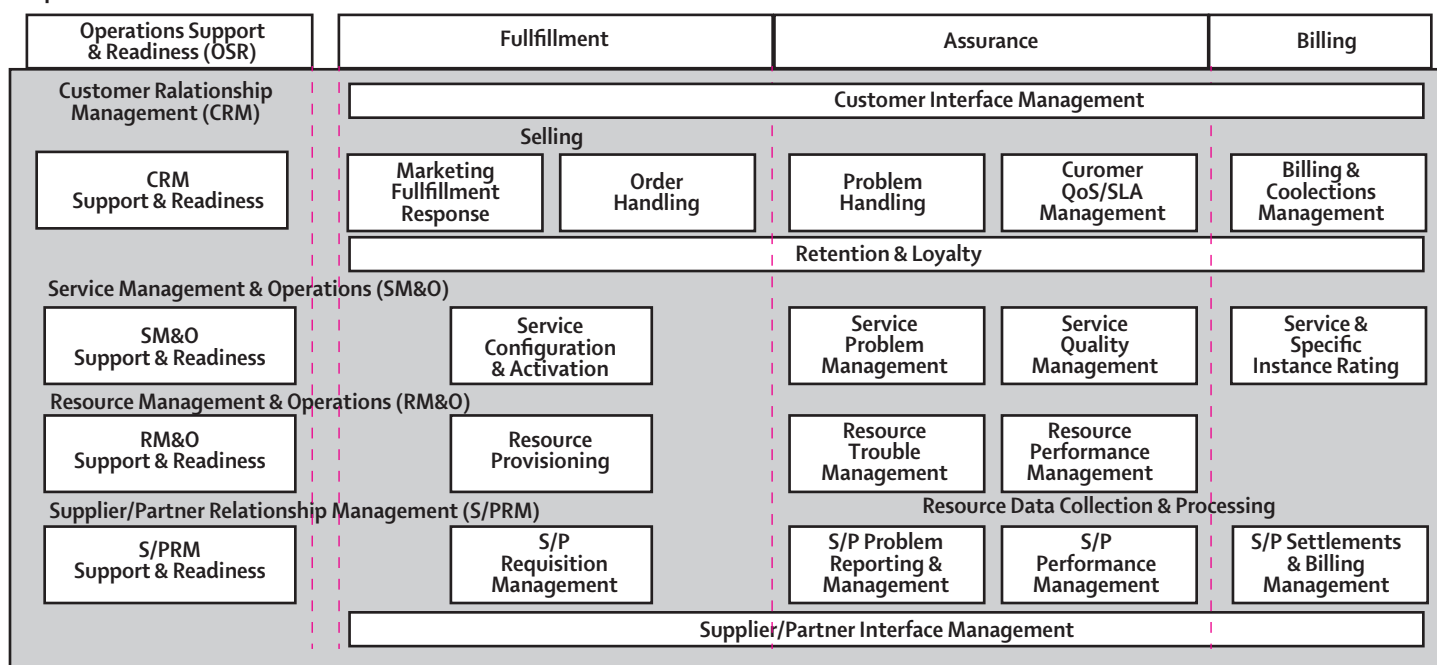 Operations Support
& Readiness (OSR)
Fullfillment
Assurance
Billing
Customer Ralationship
Management (CRM)
Customer Interface Management
Selling
CRM
Support & Readiness
Marketing
Fullfillment
Response
Order
Handling
Problem
Handling
Curomer
QoS/SLA
Management
Billing &
Coolections
Management
Retention & Loyalty
Service Management & Operations (SM&O)
SM&O
Support & Readiness
Service
Configuration
& Activation
Service
Problem
Management
Service
Quality
Management
Service &
Specific
Instance Rating
Resource Management & Operations (RM&O)
RM&O
Support & Readiness
Resource
Provisioning
Resource
Trouble
Management
Resource
Performance
Management
Supplier/Partner Relationship Management (S/PRM)
Resource Data Collection & Processing
S/PRM
Support & Readiness
S/P
Requisition
Management
S/P Problem
Reporting &
Management
S/P
Performance
Management
S/P Settlements
& Billing
Management
Supplier/Partner Interface Management